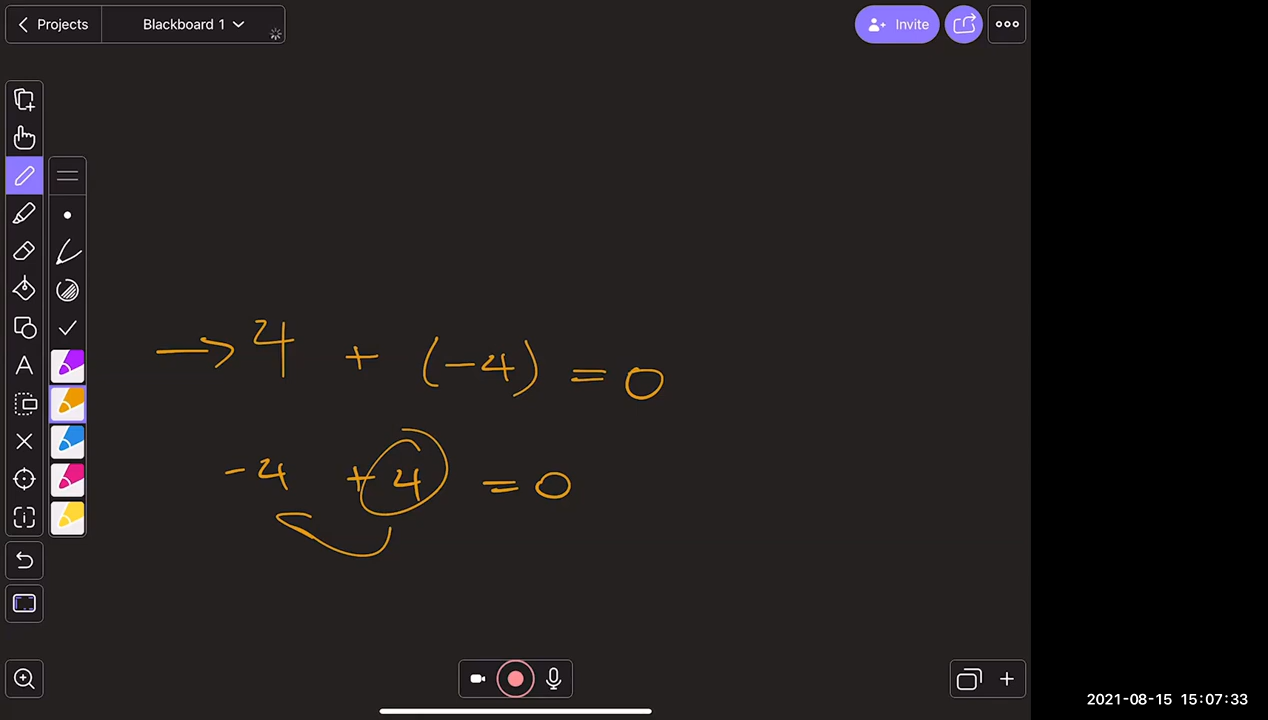 Projects
Blackboard 1
Invite
A
→ 4 + (-4) = 0
-4 + 4 = 0
2021-08-15 15:07:33